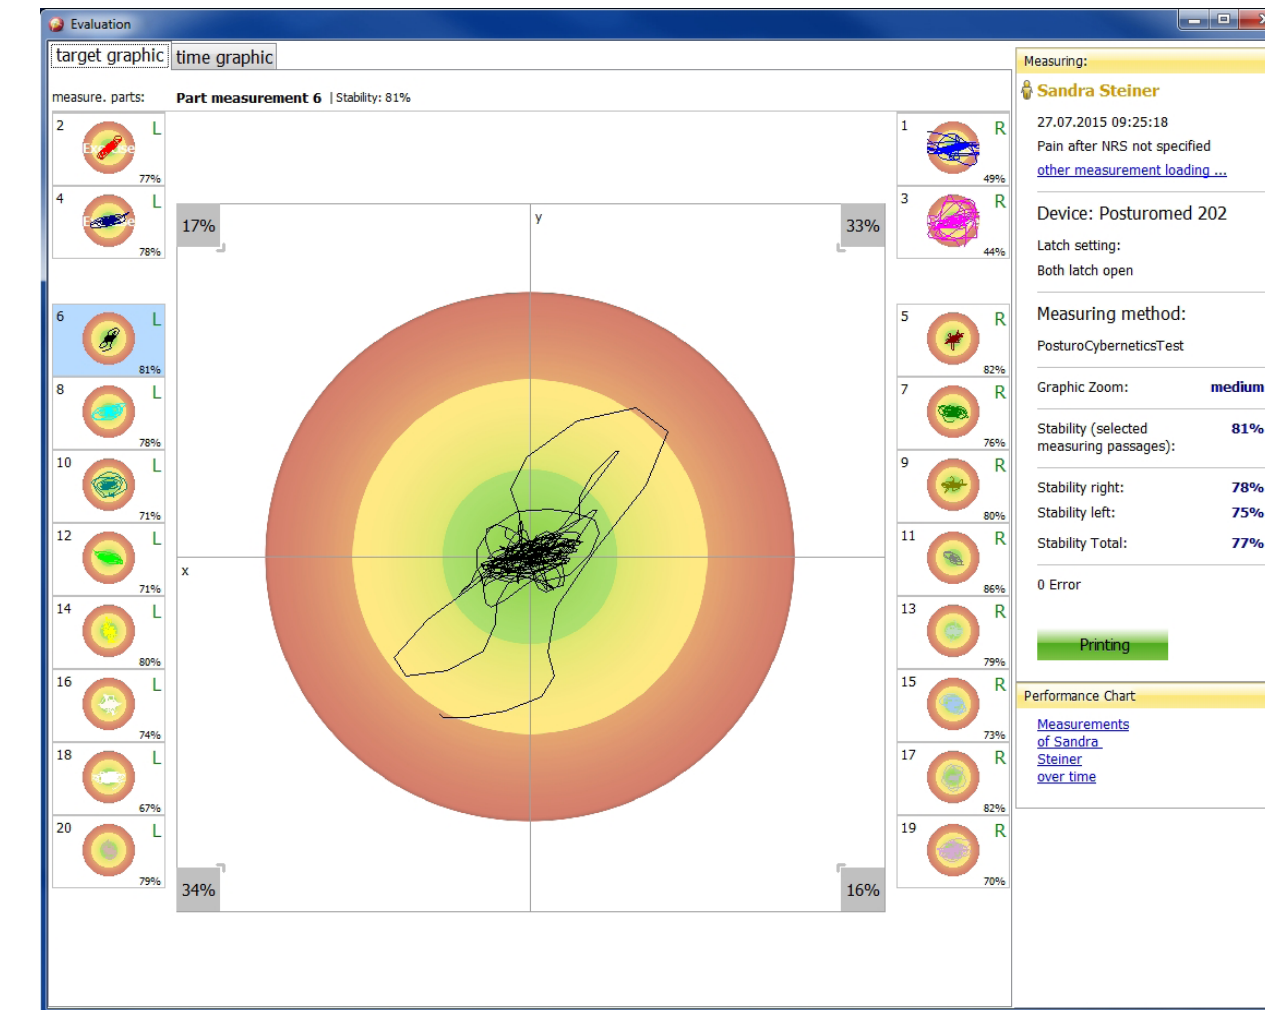 Evaluation
target graphic
time graphic
measure. parts:
Part measurement 6 | Stability: 81%
2 L
77%
4 L
78%
6 L
81%
8 L
78%
10 L
71%
12 L
71%
14 L
80%
16 L
74%
18 L
67%
20 L
79%
17%
33%
y
x
34%
16%
1 R
49%
3 R
44%
5 R
82%
7 R
76%
9 R
80%
11 R
86%
13 R
79%
15 R
73%
17 R
82%
19 R
70%
Measuring:
Sandra Steiner
27.07.2015 09:25:18
Pain after NRS not specified
other measurement loading ...
Device: Posturomed 202
Latch setting:
Both latch open
Measuring method:
PosturoCyberneticsTest
Graphic Zoom: medium
Stability (selected 81%
measuring passages):
Stability right: 78%
Stability left: 75%
Stability Total: 77%
0 Error
Printing
Performance Chart
Measurements
of Sandra
Steiner
over time